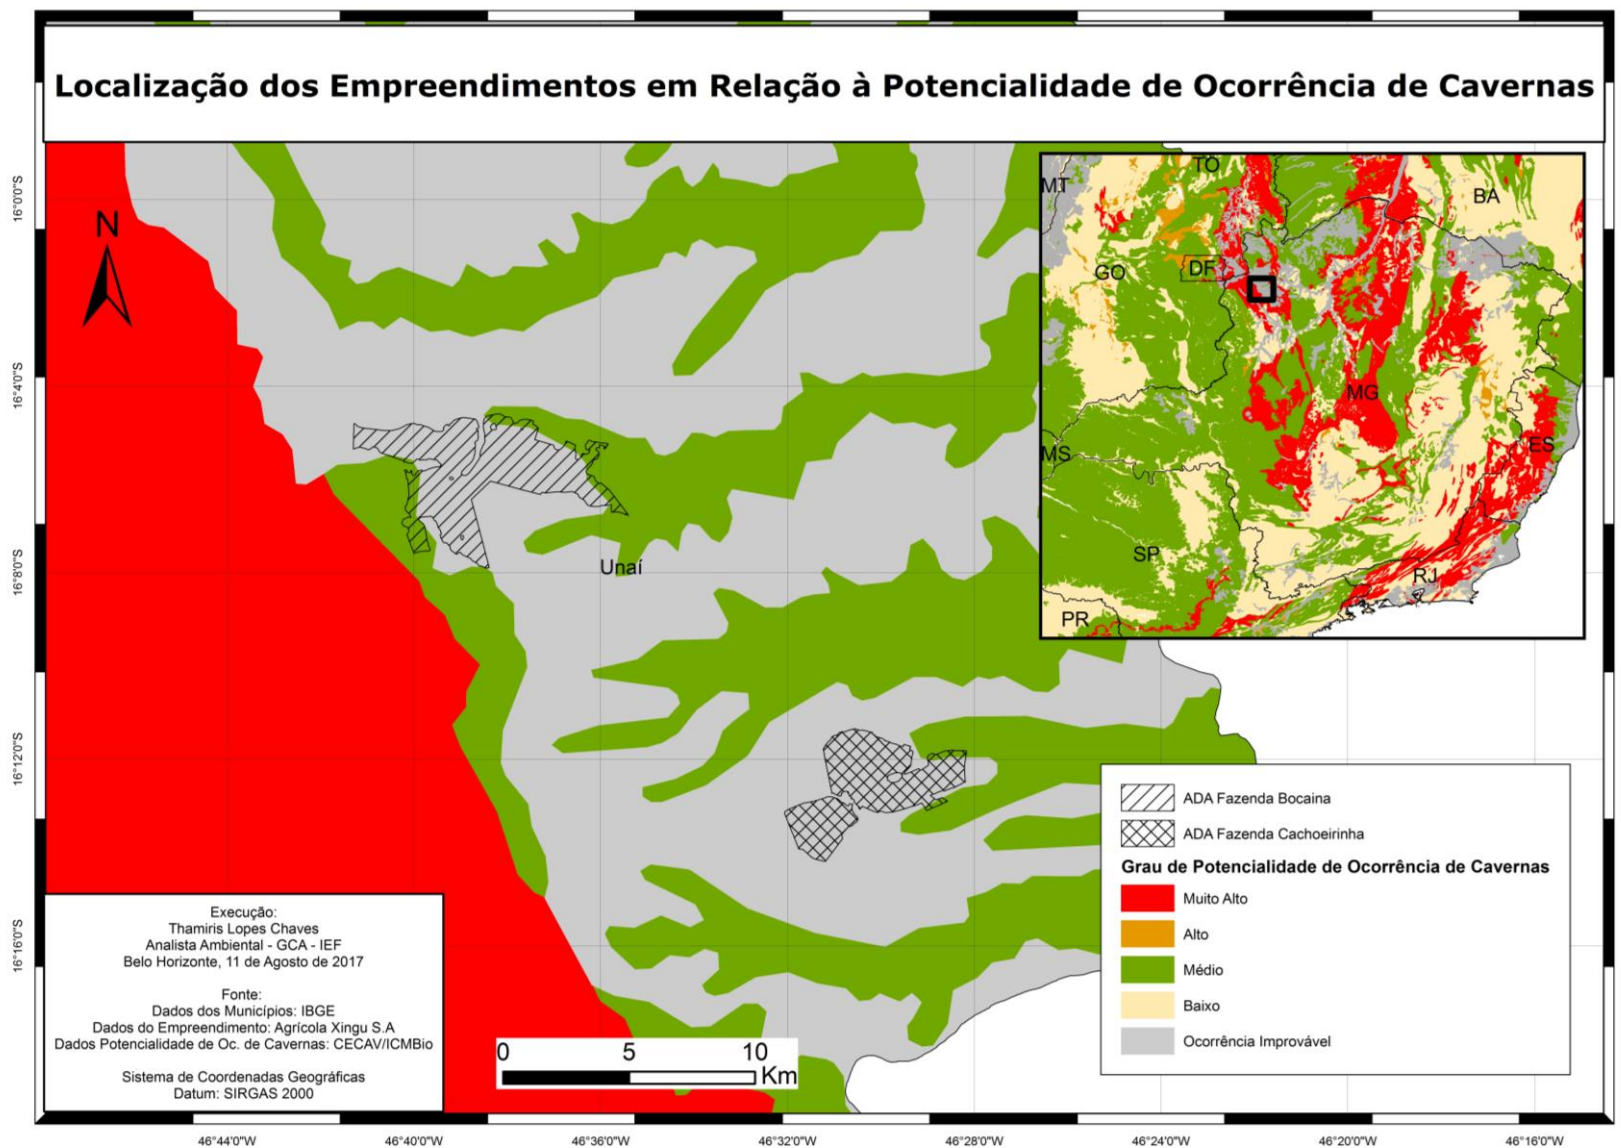 Localização dos Empreendimentos em Relação à Potencialidade de Ocorrência de Cavernas
N
16°0'0"S
16°4'0"S
16°8'0"S
16°12'0"S
16°16'0"S
Unaí
TO
MT
BA
GO
DF
MG
MS
ES
SP
RJ
PR
ADA Fazenda Bocaina
ADA Fazenda Cachoeirinha
Grau de Potencialidade de Ocorrência de Cavernas
Muito Alto
Alto
Médio
Baixo
Ocorrência Improvável
Execução:
Thamiris Lopes Chaves
Analista Ambiental - GCA - IEF
Belo Horizonte, 11 de Agosto de 2017
Fonte:
Dados dos Municípios: IBGE
Dados do Empreendimento: Agrícola Xingu S.A
Dados Potencialidade de Oc. de Cavernas: CECAV/ICMBio
Sistema de Coordenadas Geográficas
Datum: SIRGAS 2000
0 5 10
Km
46°44'0"W 46°40'0"W 46°36'0"W 46°32'0"W 46°28'0"W 46°24'0"W 46°20'0"W 46°16'0"W